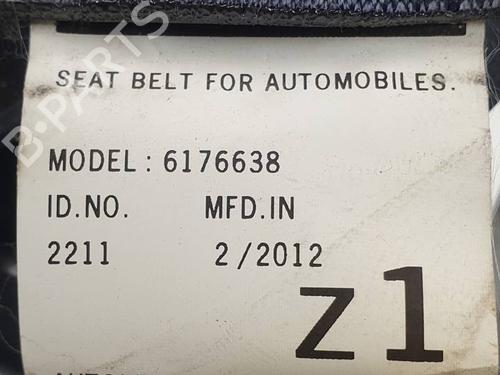 B-PARTS
SEAT BELT FOR AUTOMOBILES.
MODEL: 6176638
ID.NO. MFD.IN
2211 2/2012
Z1